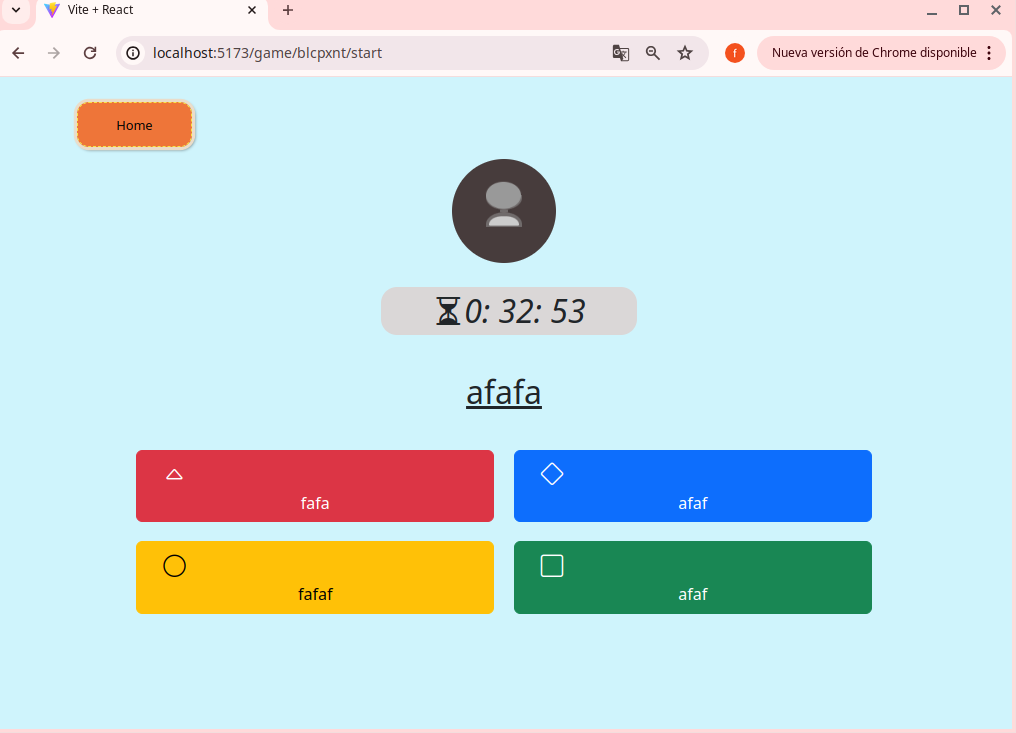 Vite + React
localhost:5173/game/blcpxnt/start
f
Nueva versión de Chrome disponible
Home
0: 32: 53
afafa
fafa
afaf
fafaf
afaf